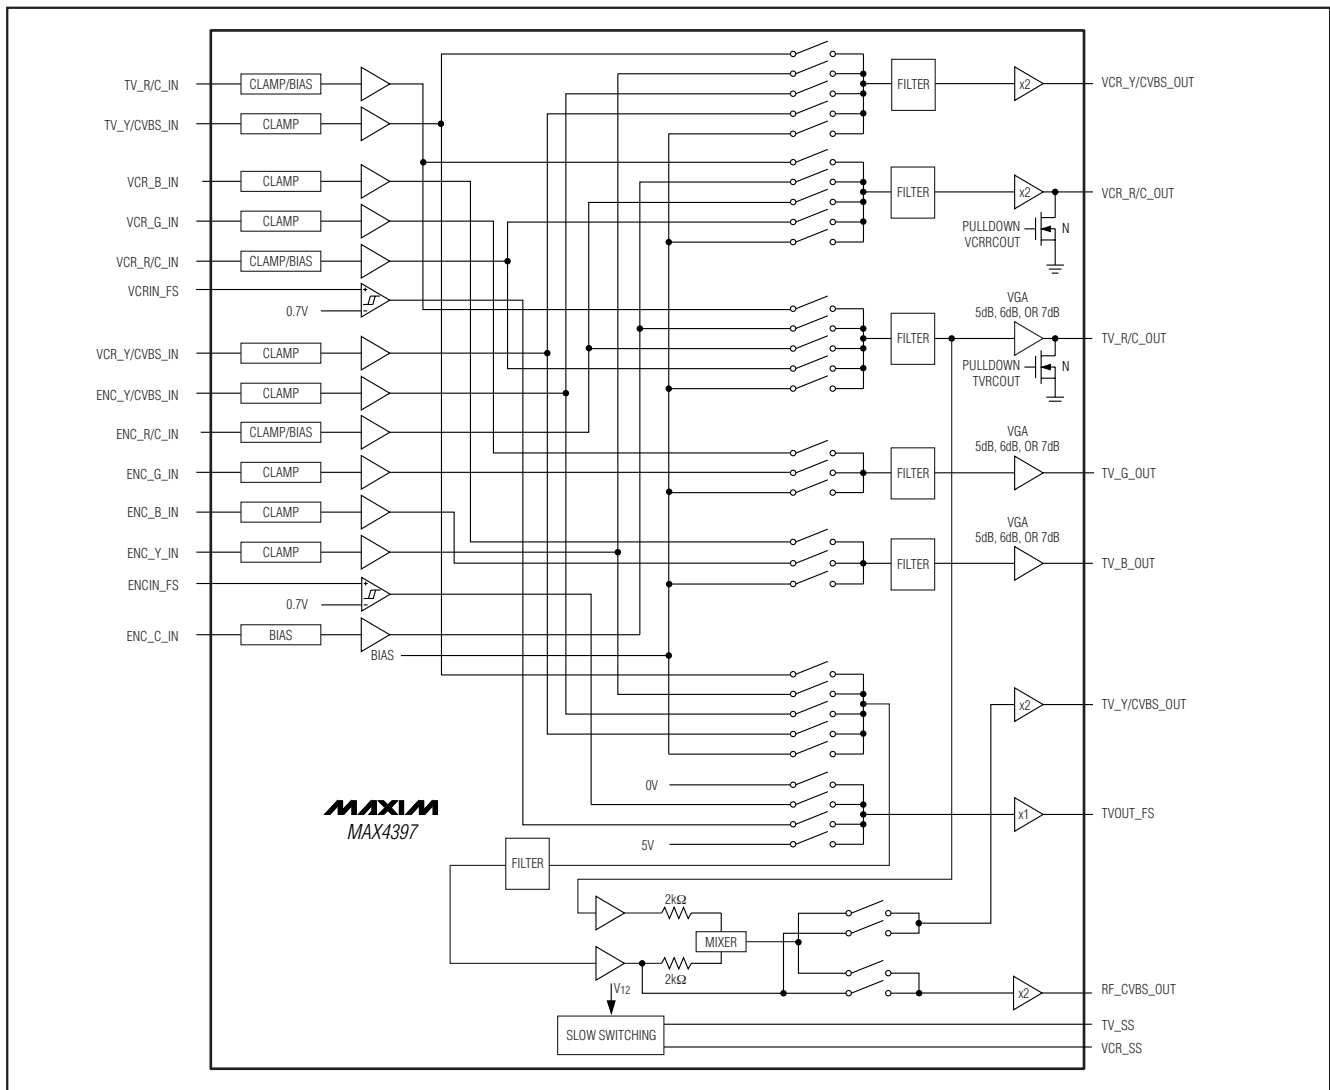 TV_R/C_IN
CLAMP/BIAS
TV_Y/CVBS_IN
CLAMP
VCR_B_IN
CLAMP
VCR_G_IN
CLAMP
VCR_R/C_IN
CLAMP/BIAS
VCRIN_FS
+
0.7V
−
VCR_Y/CVBS_IN
CLAMP
ENC_Y/CVBS_IN
CLAMP
ENC_R/C_IN
CLAMP/BIAS
ENC_G_IN
CLAMP
ENC_B_IN
CLAMP
ENC_Y_IN
CLAMP
ENCIN_FS
+
0.7V
−
ENC_C_IN
BIAS
BIAS
FILTER
x2
VCR_Y/CVBS_OUT
FILTER
x2
VCR_R/C_OUT
PULLDOWN
VCRRCOUT
N
VGA
5dB, 6dB, OR 7dB
FILTER
TV_R/C_OUT
PULLDOWN
TVRCOUT
N
VGA
5dB, 6dB, OR 7dB
FILTER
TV_G_OUT
VGA
5dB, 6dB, OR 7dB
FILTER
TV_B_OUT
x2
TV_Y/CVBS_OUT
0V
5V
x1
TVOUT_FS
MAXIM
MAX4397
FILTER
2kΩ
MIXER
2kΩ
V12
SLOW SWITCHING
x2
RF_CVBS_OUT
TV_SS
VCR_SS